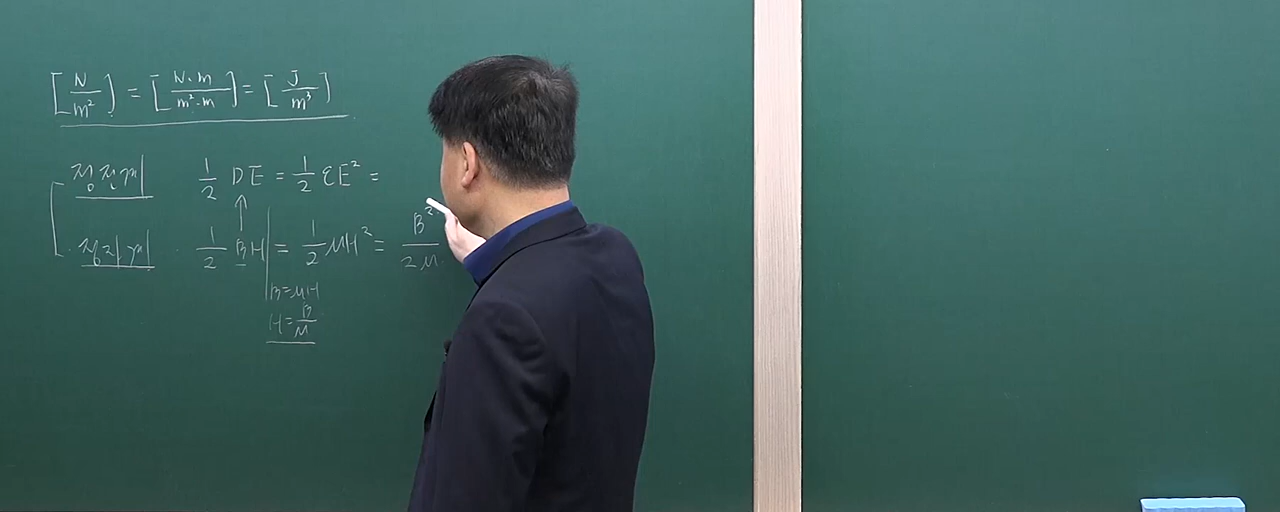 [N/m²] = [N·m/m²·m] = [J/m³]
정전계 1/2 DE = 1/2 εE² =
정자계 1/2 BH = 1/2 μH² = B²/2μ
B=μH
H=B/μ